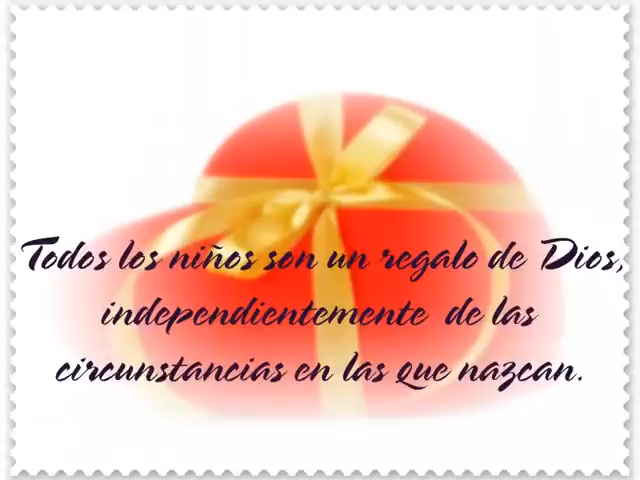 Todos los niños son un regalo de Dios,
independientemente de las
circunstancias en las que nazcan.